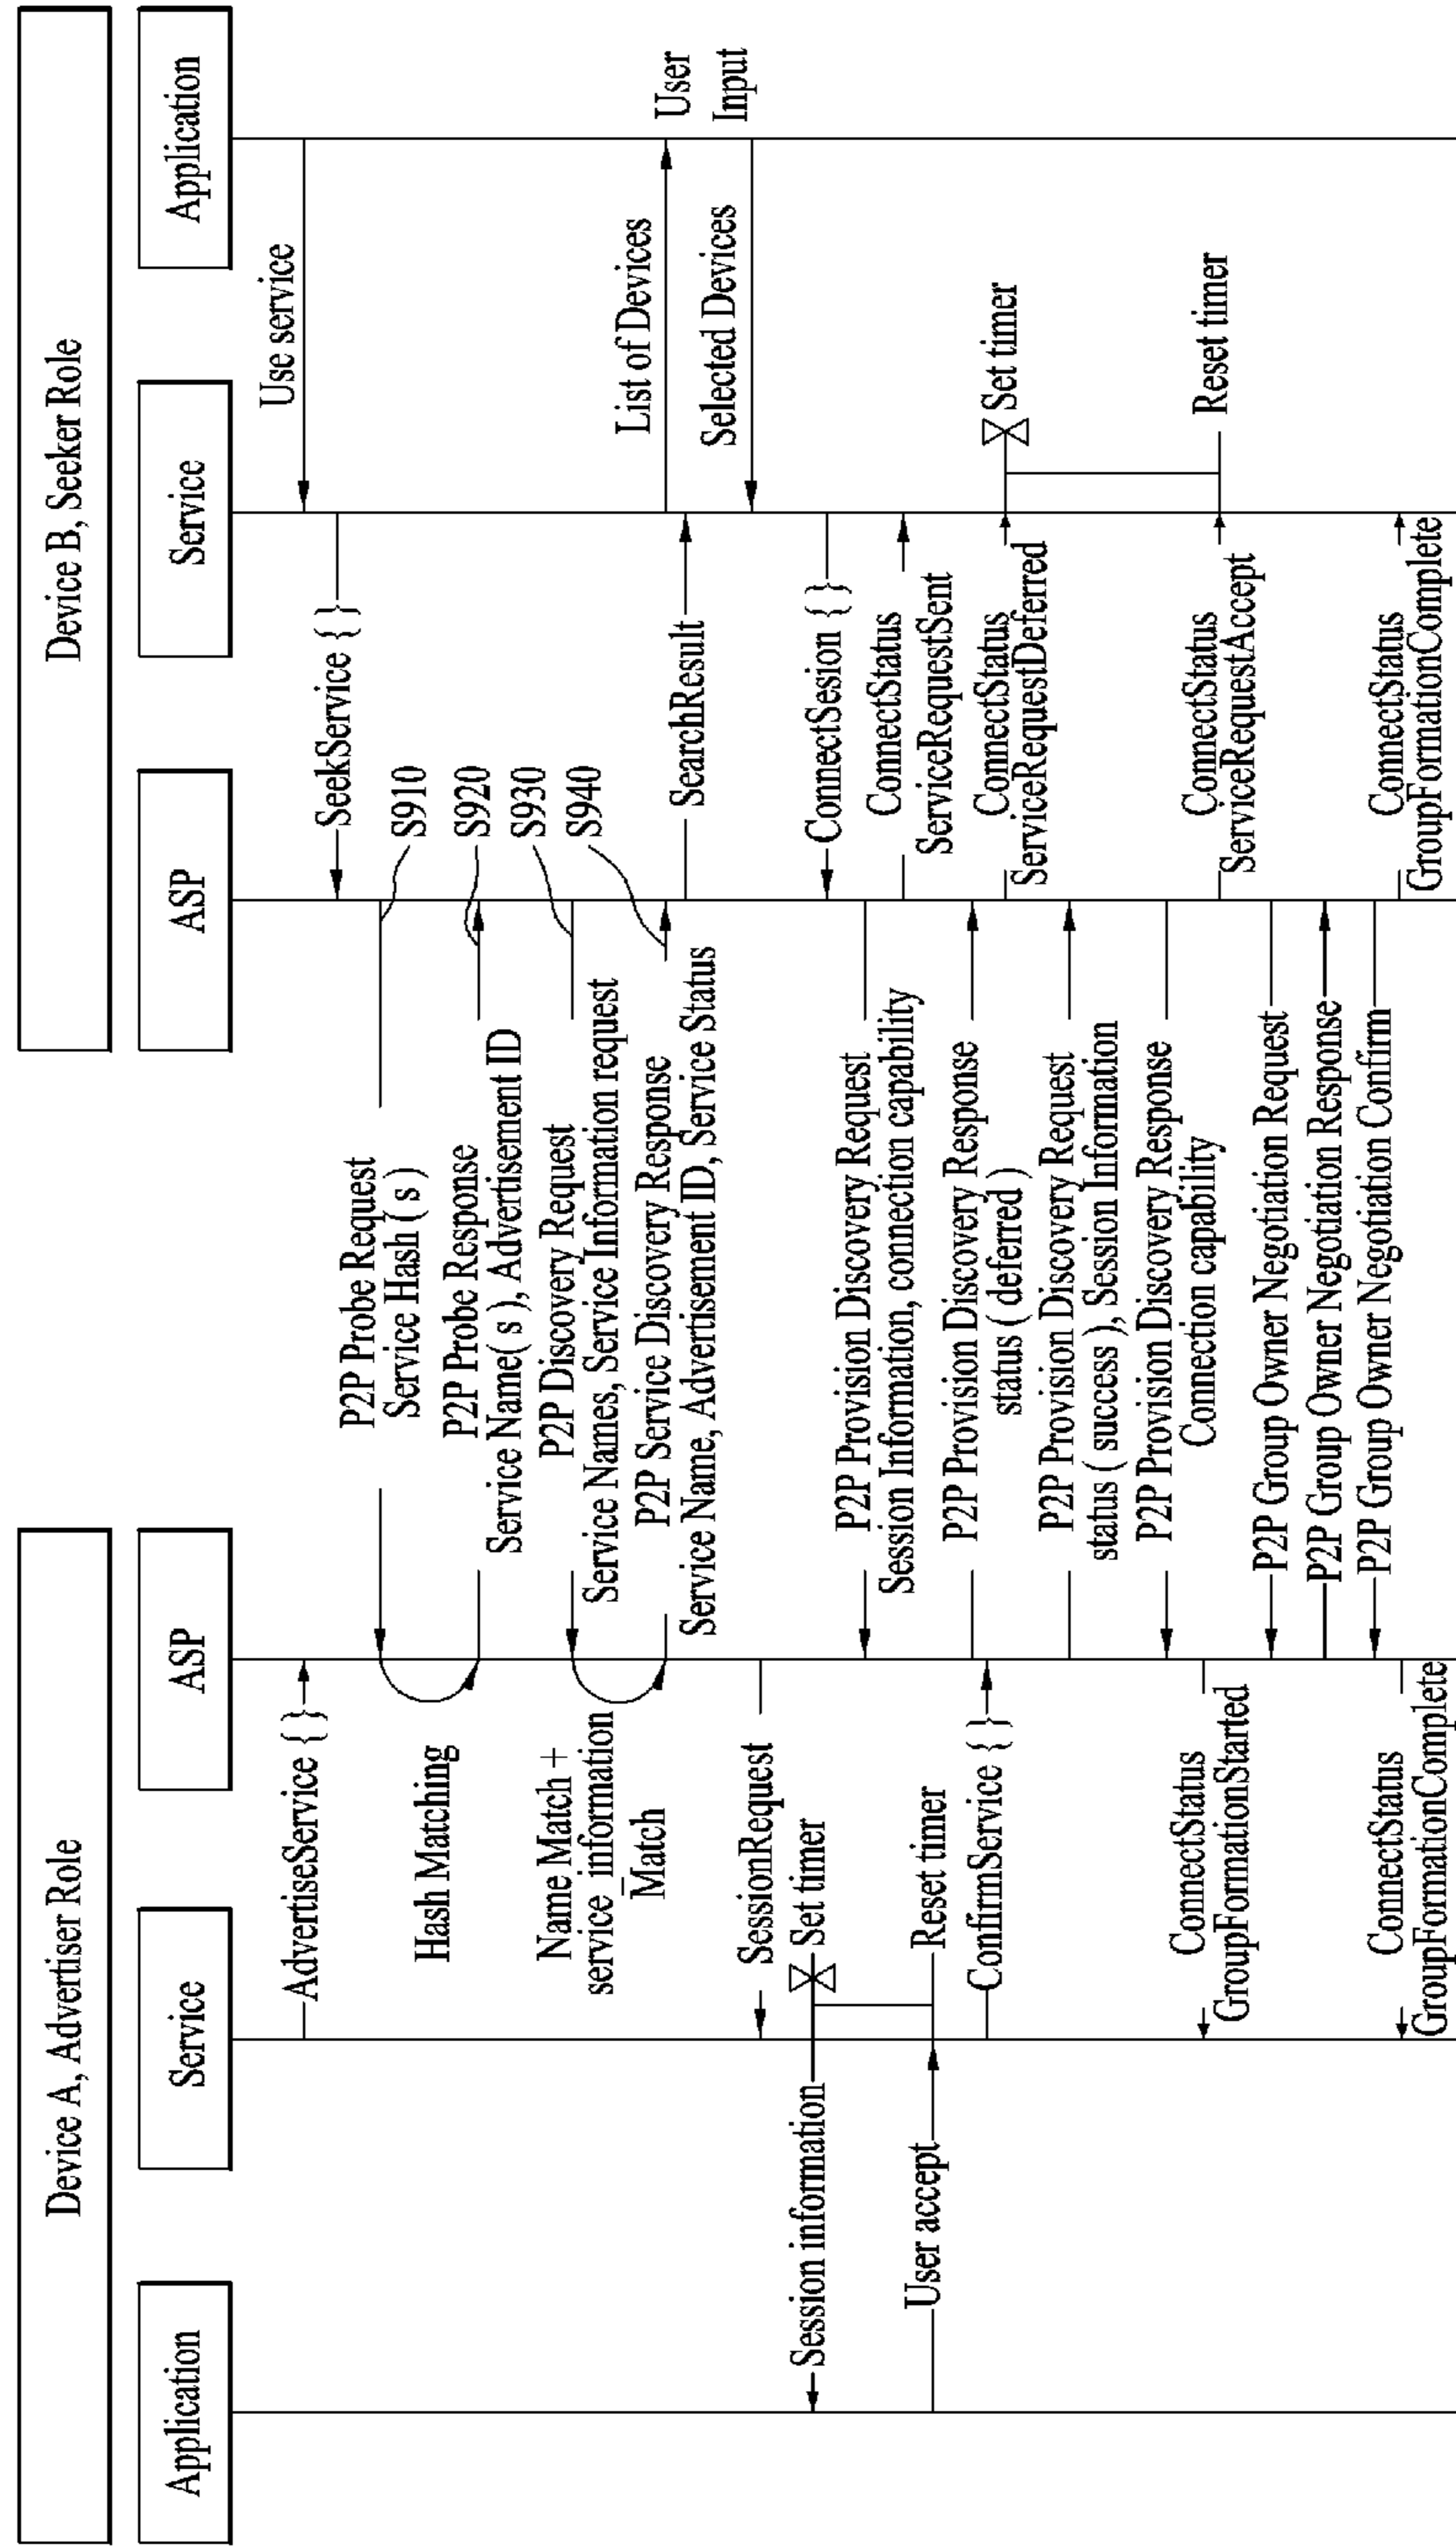 Device A, Advertiser Role
Device B, Seeker Role
Application
Service
ASP
ASP
Service
Application
AdvertiseService { }
Use service
SeekService { }
P2P Probe Request
Service Hash ( s )
S910
Hash Matching
P2P Probe Response
Service Name( s ), Advertisement ID
S920
P2P Discovery Request
Service Names, Service Information request
S930
Name Match +
service information
Match
P2P Service Discovery Response
Service Name, Advertisement ID, Service Status
S940
SearchResult
List of Devices
User
Input
Selected Devices
SessionRequest
Session information
Set timer
ConnectSesion { }
P2P Provision Discovery Request
Session Information, connection capability
ConnectStatus
ServiceRequestSent
User accept
Reset timer
P2P Provision Discovery Response
status ( deferred )
ConnectStatus
ServiceRequestDeferred
Set timer
ConfirmService { }
P2P Provision Discovery Request
status ( success ), Session Information
P2P Provision Discovery Response
Connection capability
ConnectStatus
GroupFormationStarted
ConnectStatus
ServiceRequestAccept
Reset timer
P2P Group Owner Negotiation Request
P2P Group Owner Negotiation Response
P2P Group Owner Negotiation Confirm
ConnectStatus
GroupFormationComplete
ConnectStatus
GroupFormationComplete